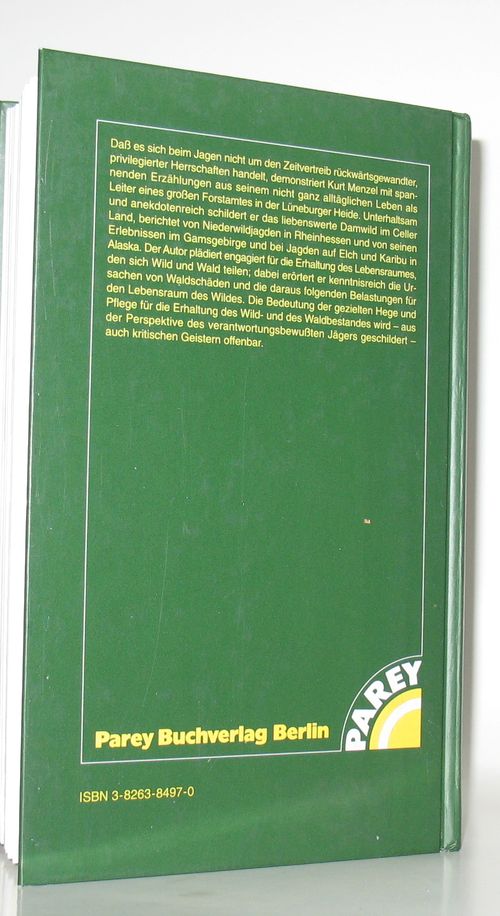 Daß es sich beim Jagen nicht um den Zeitvertreib rückwärtsgewandter,
privilegierter Herrschaften handelt, demonstriert Kurt Menzel mit span-
nenden Erzählungen aus seinem nicht ganz alltäglichen Leben als
Leiter eines großen Forstamtes in der Lüneburger Heide. Unterhaltsam
und anekdotenreich schildert er das liebenswerte Damwild im Celler
Land, berichtet von Niederwildjagden in Rheinhessen und von seinen
Erlebnissen im Gamsgebirge und bei Jagden auf Elch und Karibu in
Alaska. Der Autor plädiert engagiert für die Erhaltung des Lebensraumes,
den sich Wild und Wald teilen; dabei erörtert er kenntnisreich die Ur-
sachen von Waldschäden und die daraus folgenden Belastungen für
den Lebensraum des Wildes. Die Bedeutung der gezielten Hege und
Pflege für die Erhaltung des Wild- und des Waldbestandes wird – aus
der Perspektive des verantwortungsbewußten Jägers geschildert –
auch kritischen Geistern offenbar.
PAREY
Parey Buchverlag Berlin
ISBN 3-8263-8497-0